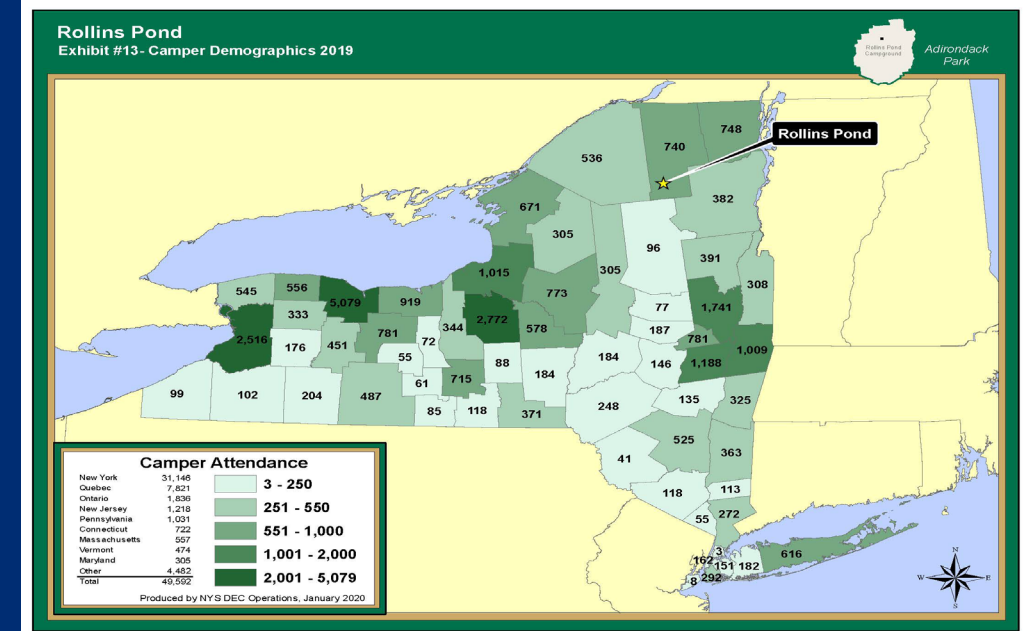 Rollins Pond
Exhibit #13- Camper Demographics 2019
Rollins Pond
Campground
Adirondack
Park
748
740
Rollins Pond
536
382
671
305
96
391
305
308
1,015
773
545
556
5,079
919
77
1,741
333
344
2,772
578
187
781
2,516
781
72
1,009
176
451
55
88
184
146
1,188
184
61
715
99
102
204
487
248
135
325
85
118
371
525
363
41
118
113
55
272
3
162
151
182
616
8
292
Camper Attendance
New York 31,146
Quebec 7,821
Ontario 1,836
New Jersey 1,218
Pennsylvania 1,031
Connecticut 722
Massachusetts 557
Vermont 474
Maryland 305
Other 4,482
Total 49,592
3 - 250
251 - 550
551 - 1,000
1,001 - 2,000
2,001 - 5,079
Produced by NYS DEC Operations, January 2020
N
W
E
S